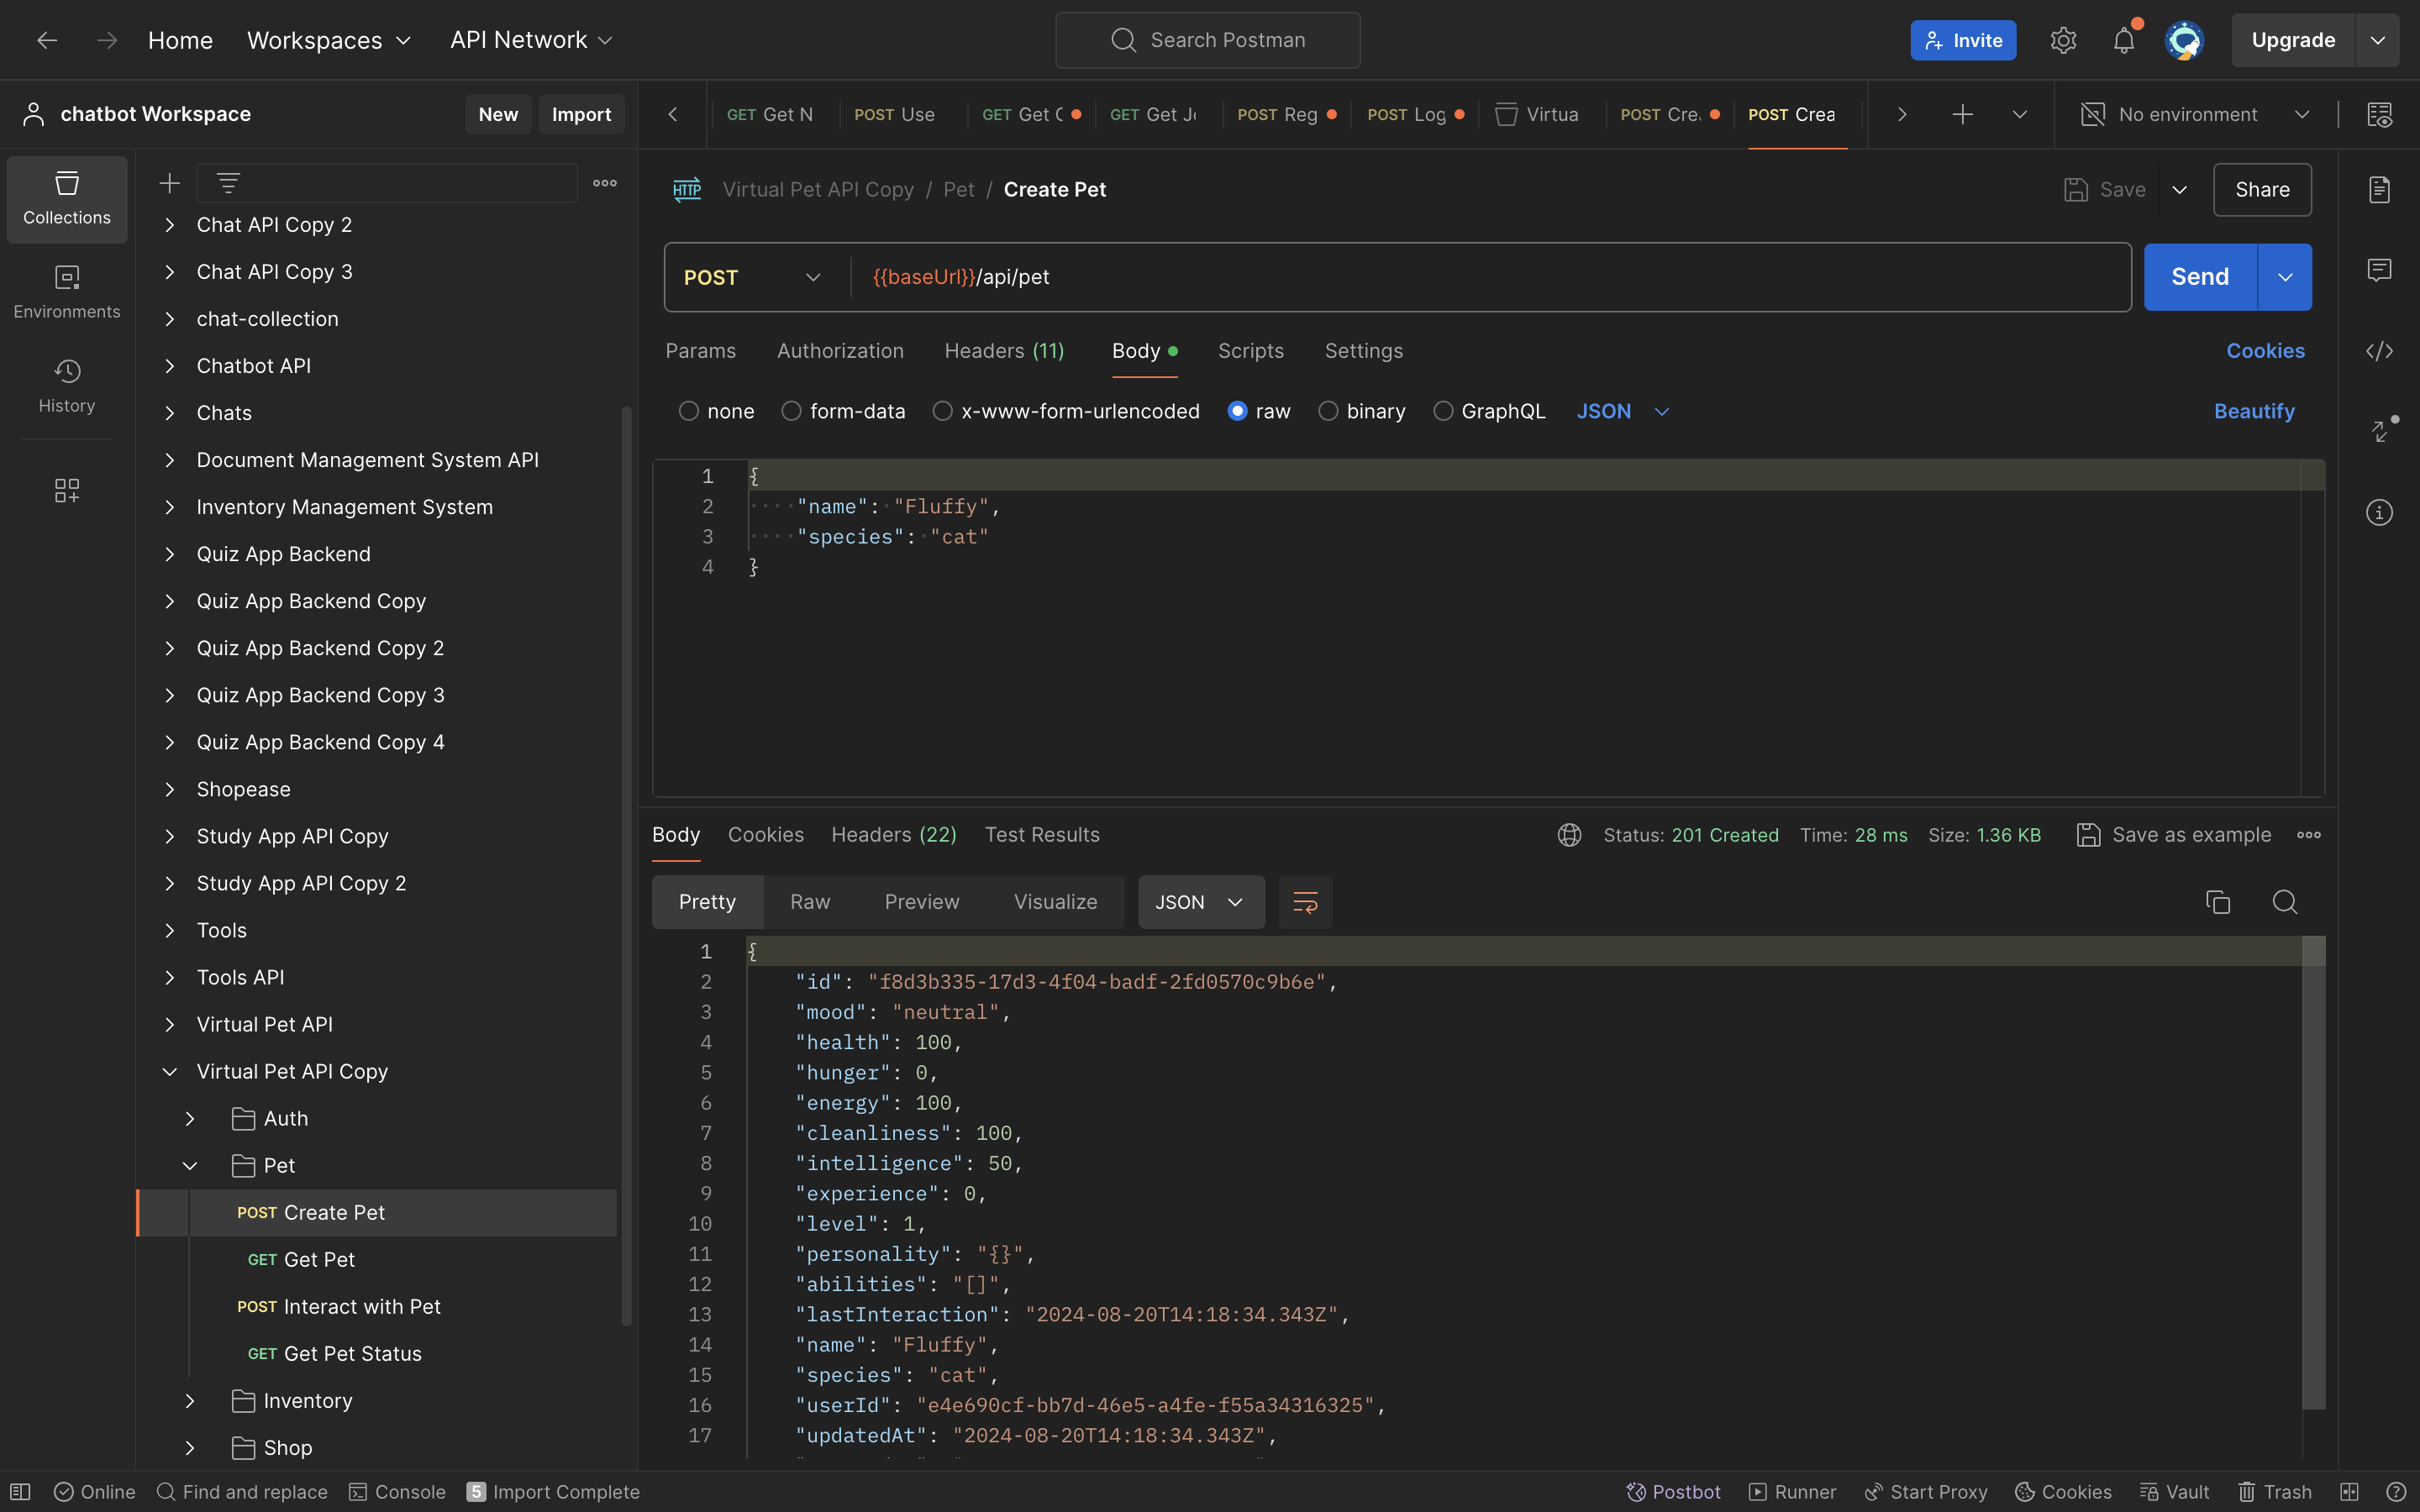 Home
Workspaces
API Network
Search Postman
Invite
Upgrade
chatbot Workspace
New
Import
GET Get N
POST Use
GET Get
GET Get
POST Reg
POST Log
Virtua
POST Cre
POST Crea
No environment
Collections
Environments
History
Chat API Copy 2
Chat API Copy 3
chat-collection
Chatbot API
Chats
Document Management System API
Inventory Management System
Quiz App Backend
Quiz App Backend Copy
Quiz App Backend Copy 2
Quiz App Backend Copy 3
Quiz App Backend Copy 4
Shopease
Study App API Copy
Study App API Copy 2
Tools
Tools API
Virtual Pet API
Virtual Pet API Copy
Auth
Pet
POST Create Pet
GET Get Pet
POST Interact with Pet
GET Get Pet Status
Inventory
Shop
HTTP
Virtual Pet API Copy / Pet / Create Pet
Save
Share
POST
{{baseUrl}}/api/pet
Send
Params
Authorization
Headers (11)
Body
Scripts
Settings
Cookies
none
form-data
x-www-form-urlencoded
raw
binary
GraphQL
JSON
Beautify
1 {
2 "name": "Fluffy",
3 "species": "cat"
4 }
Body
Cookies
Headers (22)
Test Results
Status: 201 Created
Time: 28 ms
Size: 1.36 KB
Save as example
Pretty
Raw
Preview
Visualize
JSON
1 {
2 "id": "f8d3b335-17d3-4f04-badf-2fd0570c9b6e",
3 "mood": "neutral",
4 "health": 100,
5 "hunger": 0,
6 "energy": 100,
7 "cleanliness": 100,
8 "intelligence": 50,
9 "experience": 0,
10 "level": 1,
11 "personality": "{}",
12 "abilities": "[]",
13 "lastInteraction": "2024-08-20T14:18:34.343Z",
14 "name": "Fluffy",
15 "species": "cat",
16 "userId": "e4e690cf-bb7d-46e5-a4fe-f55a34316325",
17 "updatedAt": "2024-08-20T14:18:34.343Z",
Online
Find and replace
Console
5 Import Complete
Postbot
Runner
Start Proxy
Cookies
Vault
Trash